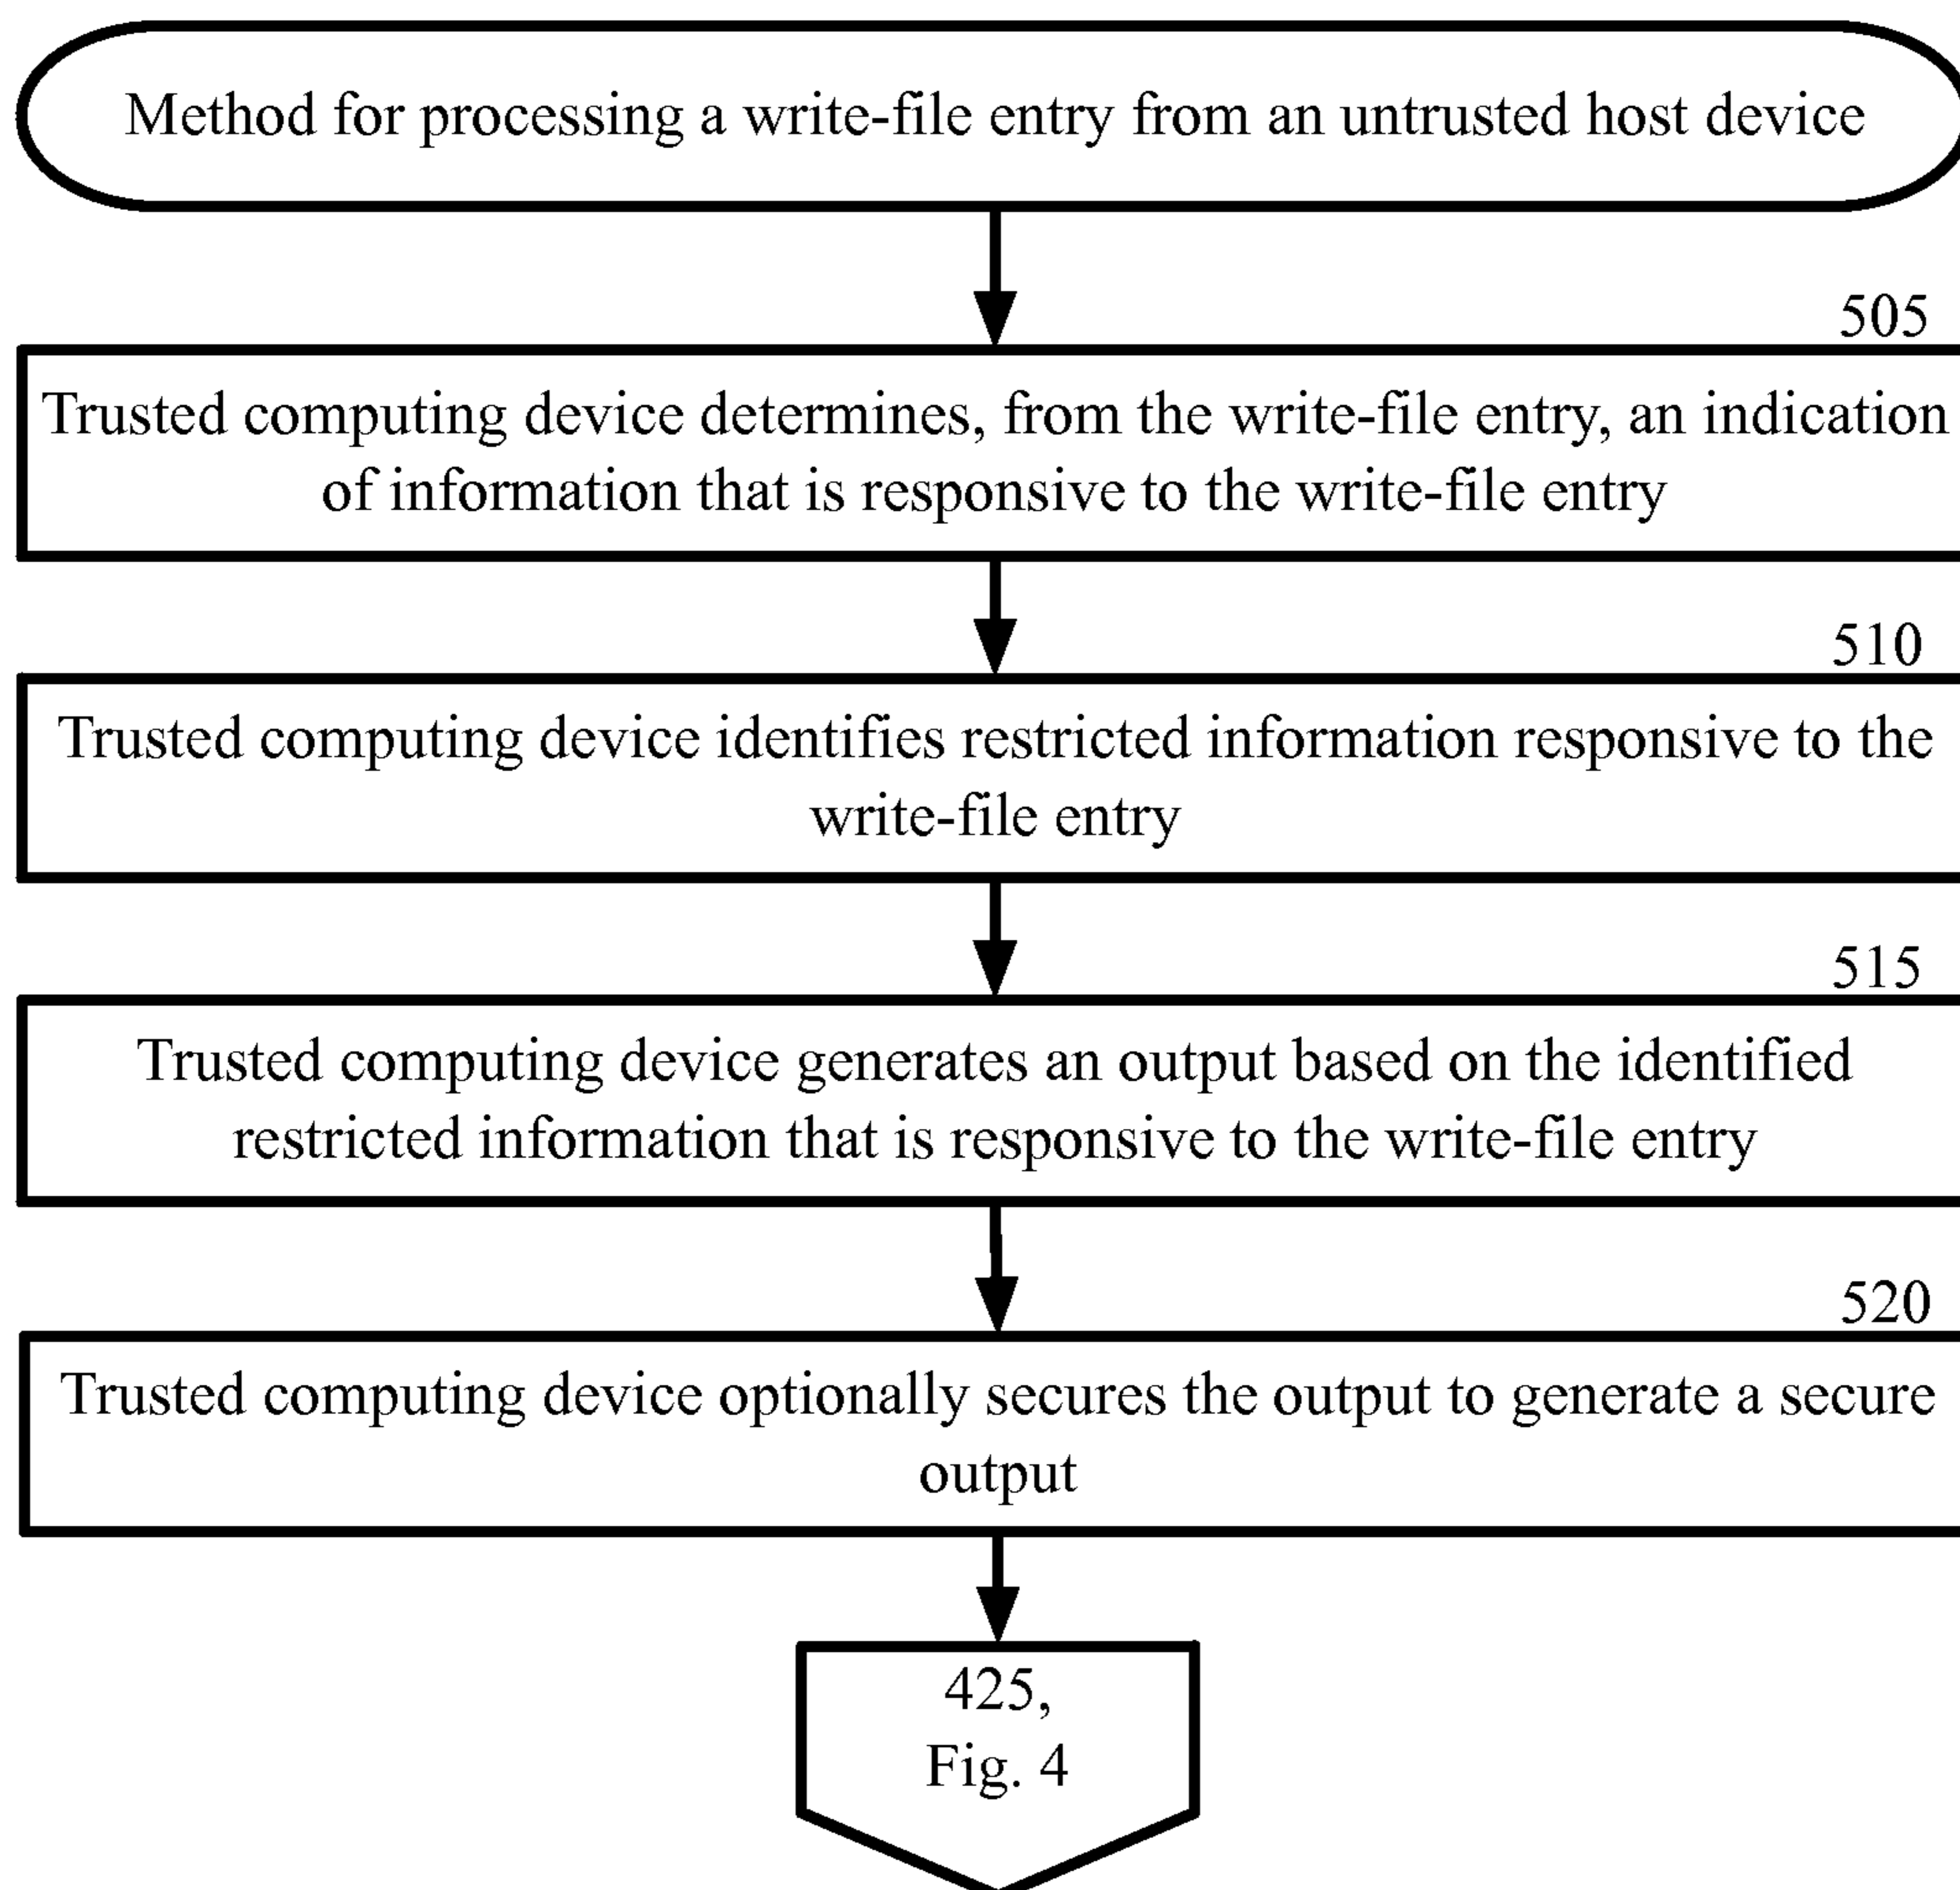 Method for processing a write-file entry from an untrusted host device
505
Trusted computing device determines, from the write-file entry, an indication
of information that is responsive to the write-file entry
510
Trusted computing device identifies restricted information responsive to the
write-file entry
515
Trusted computing device generates an output based on the identified
restricted information that is responsive to the write-file entry
520
Trusted computing device optionally secures the output to generate a secure
output
425,
Fig. 4